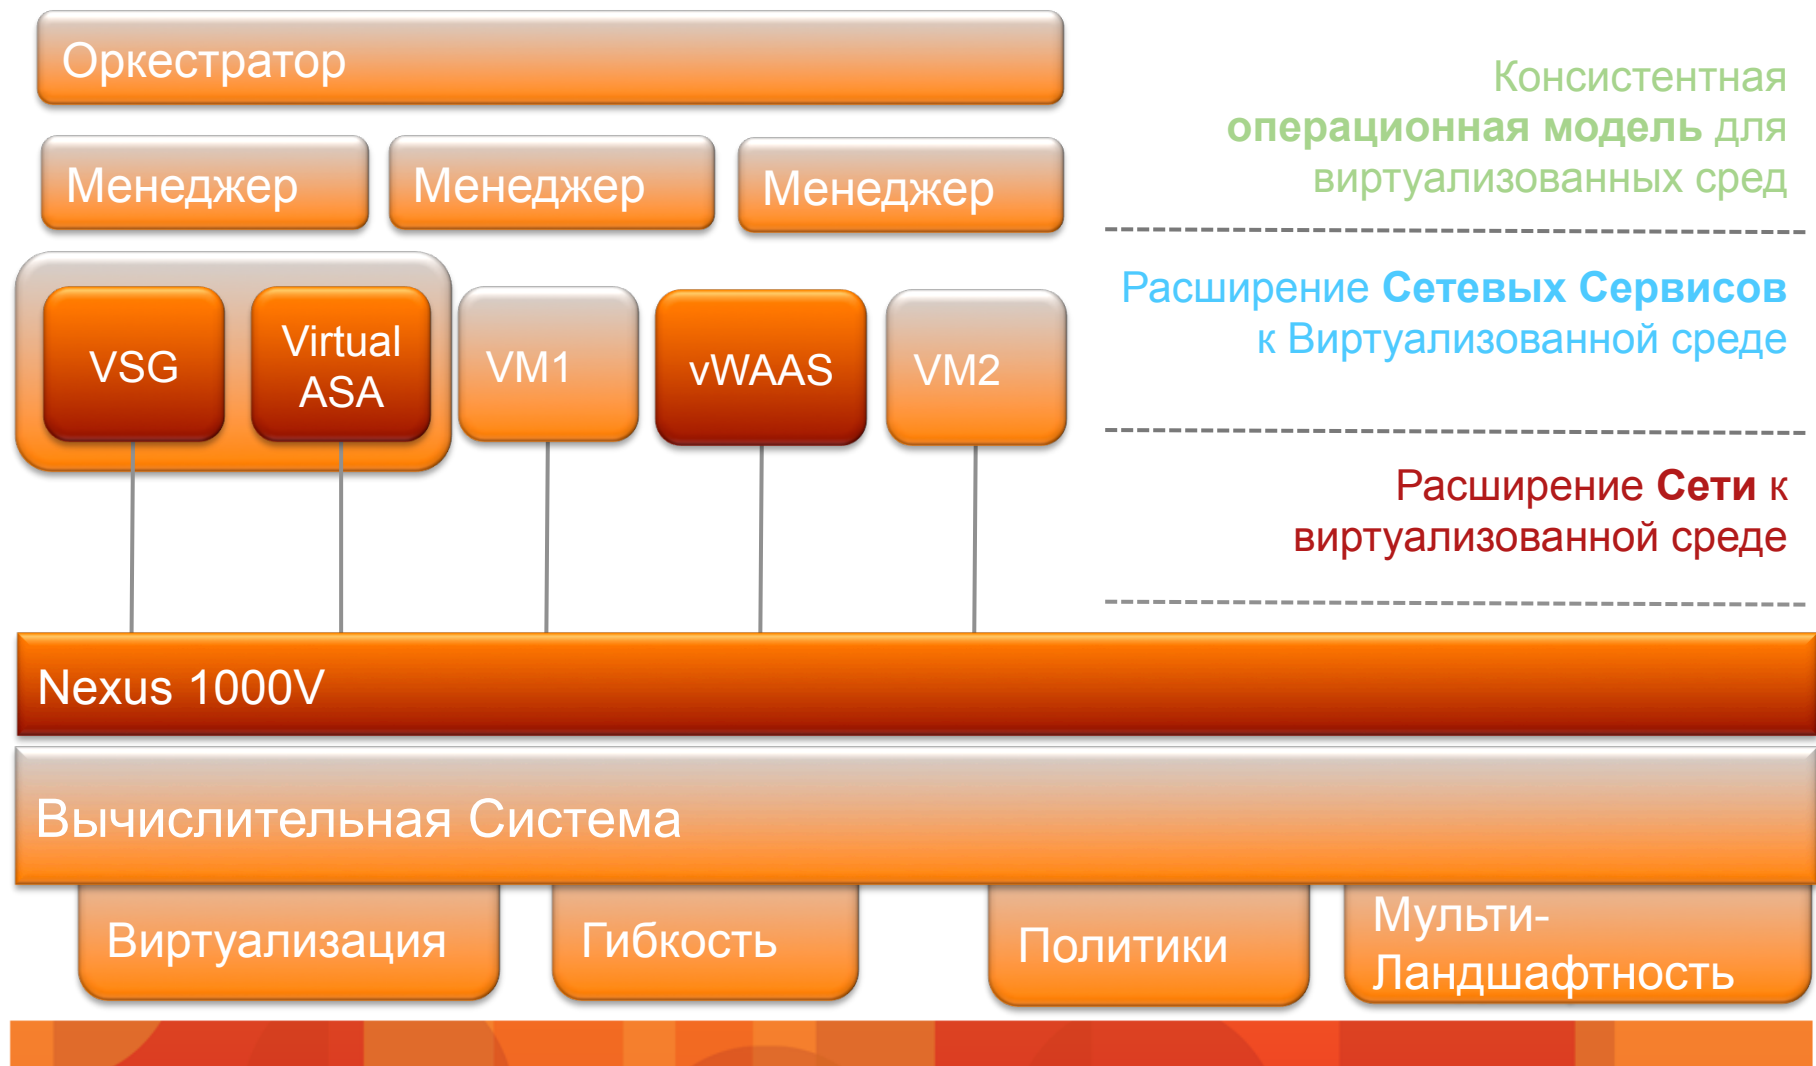 Оркестратор
Менеджер
Менеджер
Менеджер
Консистентная
операционная модель для
виртуализованных сред
VSG
Virtual
ASA
VM1
vWAAS
VM2
Расширение Сетевых Сервисов
к Виртуализованной среде
Расширение Сети к
виртуализованной среде
Nexus 1000V
Вычислительная Система
Виртуализация
Гибкость
Политики
Мульти-
Ландшафтность